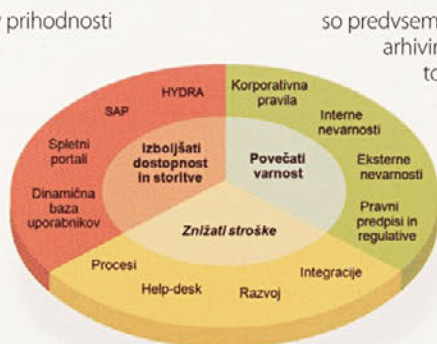 v prihodnosti
so predvsem
arhivir
to
HYDRA
SAP
Spletni
portali
Dinamična
baza
uporabnikov
Izboljšati
dostopnost
in storitve
Korporativna
pravila
Interne
nevarnosti
Eksterne
nevarnosti
Pravni
predpisi in
regulative
Povečati
varnost
Znižati stroške
Procesi
Help-desk
Razvoj
Integracije